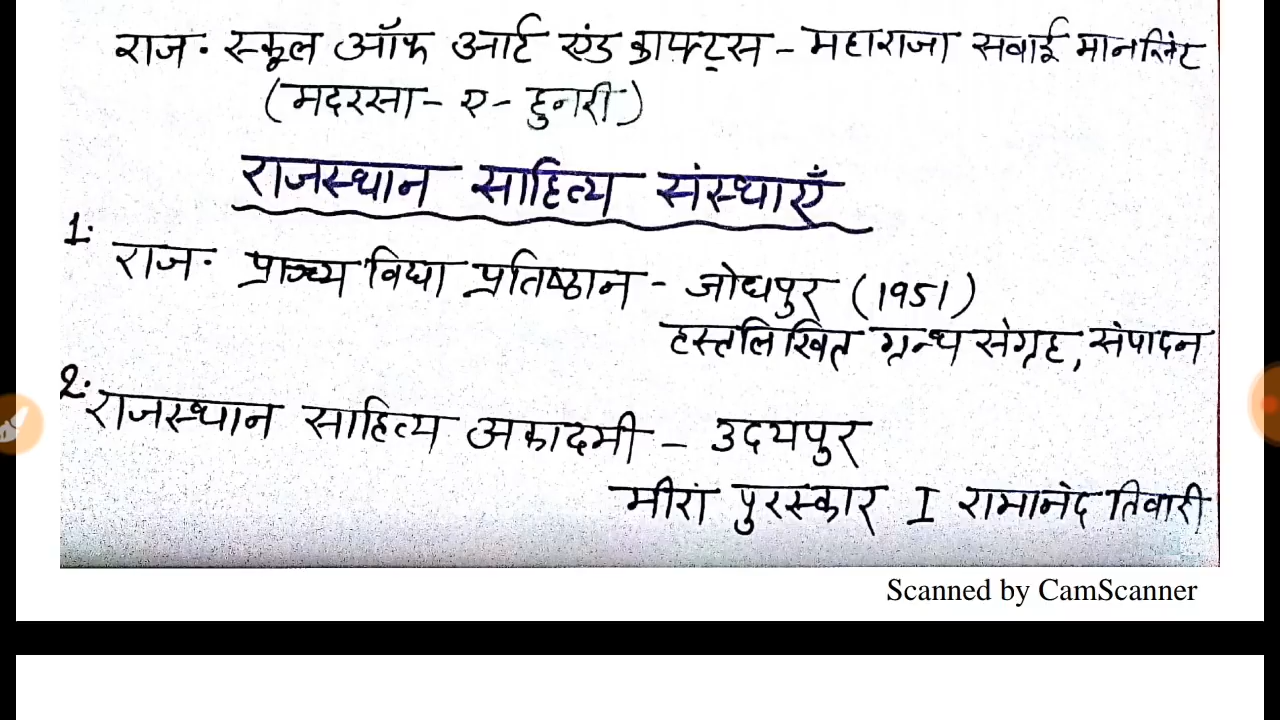 राज. स्कूल ऑफ आर्ट एंड क्राफ्ट्स - महाराजा सवाई मानसिंह
(मदरसा - ए - हुनरी)
राजस्थान साहित्य संस्थाएँ
1. राज. प्राच्य विद्या प्रतिष्ठान - जोधपुर (1951)
हस्तलिखित ग्रन्थ संग्रह, संपादन
2. राजस्थान साहित्य अकादमी - उदयपुर
मीरां पुरस्कार I रामानंद तिवारी
Scanned by CamScanner